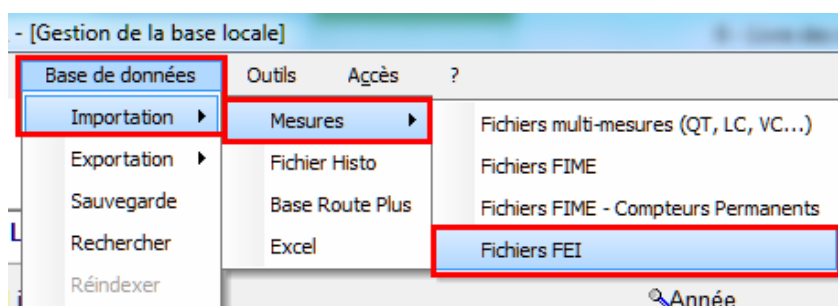 - [Gestion de la base locale]
Base de données Outils Accès ?
Importation Mesures Fichiers multi-mesures (QT, LC, VC...)
Exportation Fichier Histo Fichiers FIME
Sauvegarde Base Route Plus Fichiers FIME - Compteurs Permanents
Rechercher Excel Fichiers FEI
Réindexer
Année